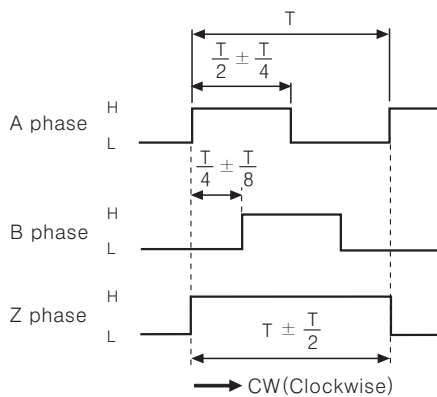 T
T/2 ± T/4
A phase H
L
T/4 ± T/8
B phase H
L
Z phase H
L
T ± T/2
CW(Clockwise)